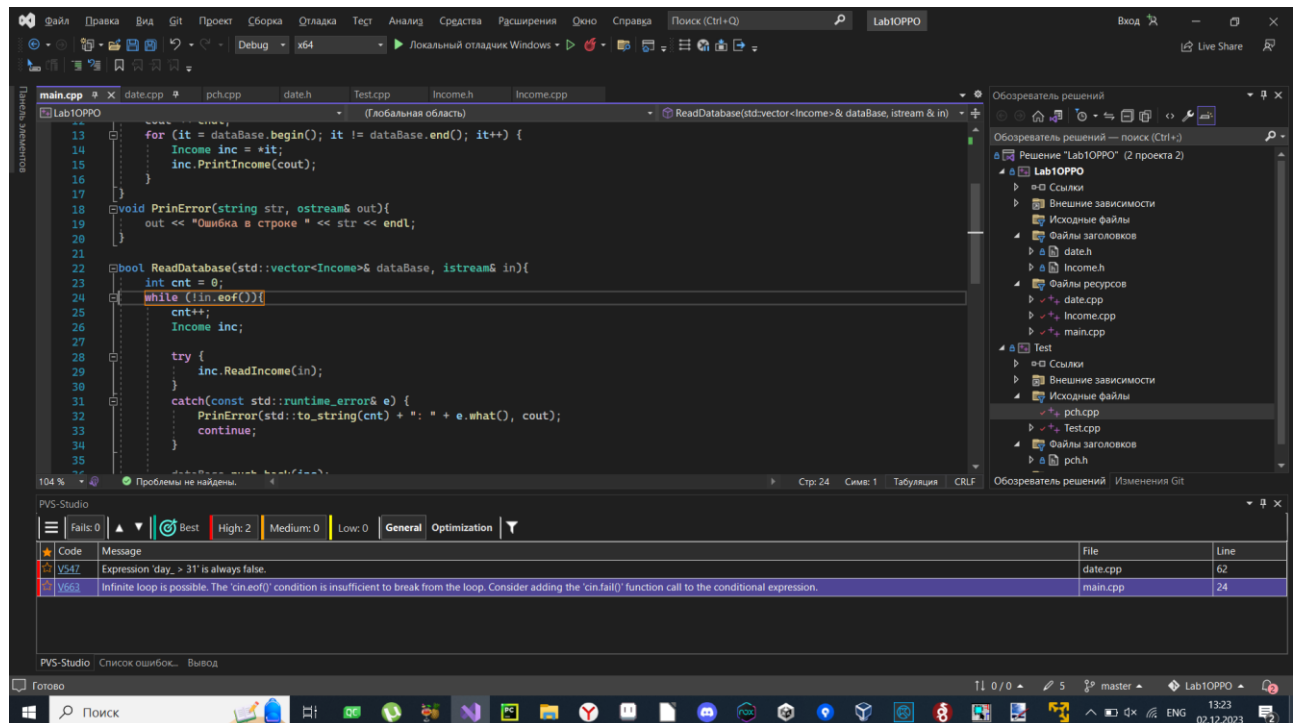 Файл Правка Вид Git Проект Сборка Отладка Тест Анализ Средства Расширения Окно Справка Поиск (Ctrl+Q) Lab1OPPO Вход
Debug x64 Локальный отладчик Windows Live Share
Панель элементов
main.cpp date.cpp pch.cpp date.h Test.cpp Income.h Income.cpp
Lab1OPPO (Глобальная область) ReadDatabase(std::vector<Income>& dataBase, istream& in)
13 for (it = dataBase.begin(); it != dataBase.end(); it++) {
14 Income inc = *it;
15 inc.PrintIncome(cout);
16 }
17 }
18 void PrinError(string str, ostream& out){
19 out << "Ошибка в строке " << str << endl;
20 }
21
22 bool ReadDatabase(std::vector<Income>& dataBase, istream& in){
23 int cnt = 0;
24 while (!in.eof()){
25 cnt++;
26 Income inc;
27
28 try {
29 inc.ReadIncome(in);
30 }
31 catch(const std::runtime_error& e) {
32 PrinError(std::to_string(cnt) + ": " + e.what(), cout);
33 continue;
34 }
35
104 % Проблемы не найдены. Стр: 24 Симв: 1 Табуляция CRLF
Обозреватель решений
Обозреватель решений — поиск (Ctrl+;)
Решение "Lab1OPPO" (2 проекта 2)
Lab1OPPO
Ссылки
Внешние зависимости
Исходные файлы
Файлы заголовков
date.h
Income.h
Файлы ресурсов
date.cpp
Income.cpp
main.cpp
Test
Ссылки
Внешние зависимости
Исходные файлы
pch.cpp
Test.cpp
Файлы заголовков
pch.h
Обозреватель решений Изменения Git
PVS-Studio
Fails: 0 Best High: 2 Medium: 0 Low: 0 General Optimization
Code Message File Line
V547 Expression 'day_ > 31' is always false. date.cpp 62
V663 Infinite loop is possible. The 'cin.eof()' condition is insufficient to break from the loop. Consider adding the 'cin.fail()' function call to the conditional expression. main.cpp 24
PVS-Studio Список ошибок... Вывод
Готово 0 / 0 5 master Lab1OPPO
Поиск ENG 13:23
02.12.2023